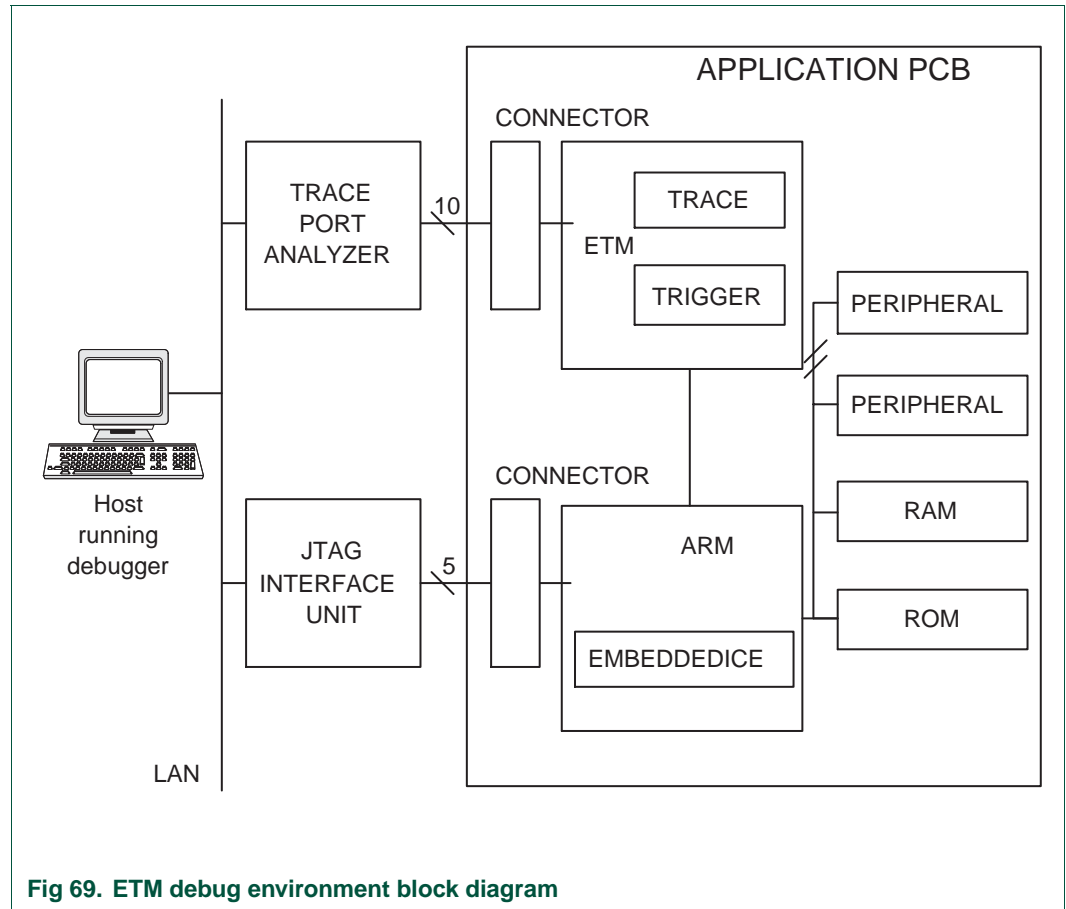 APPLICATION PCB
CONNECTOR
TRACE
PORT
ANALYZER
10
TRACE
ETM
TRIGGER
PERIPHERAL
PERIPHERAL
Host
running
debugger
CONNECTOR
JTAG
INTERFACE
UNIT
5
ARM
EMBEDDEDICE
RAM
ROM
LAN
Fig 69. ETM debug environment block diagram